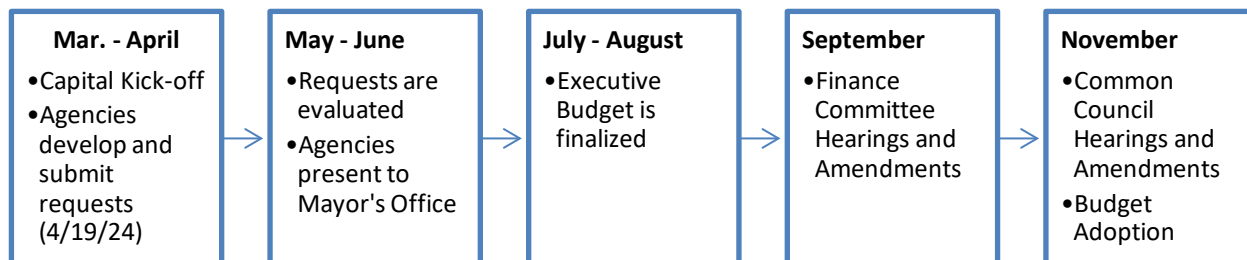 Mar. - April
•Capital Kick-off
•Agencies
develop and
submit
requests
(4/19/24)
May - June
•Requests are
evaluated
•Agencies
present to
Mayor's Office
July - August
•Executive
Budget is
finalized
September
•Finance
Committee
Hearings and
Amendments
November
•Common
Council
Hearings and
Amendments
•Budget
Adoption